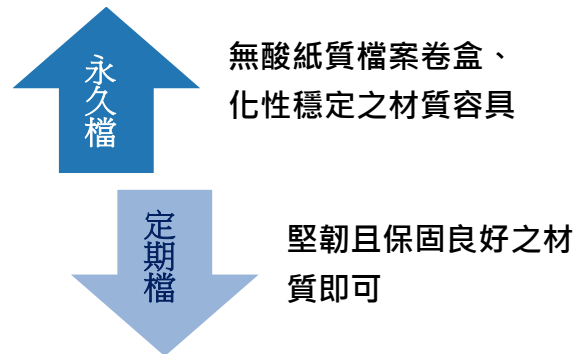 永久檔
無酸紙質檔案卷盒、
化性穩定之材質容具
定期檔
堅韌且保固良好之材
質即可